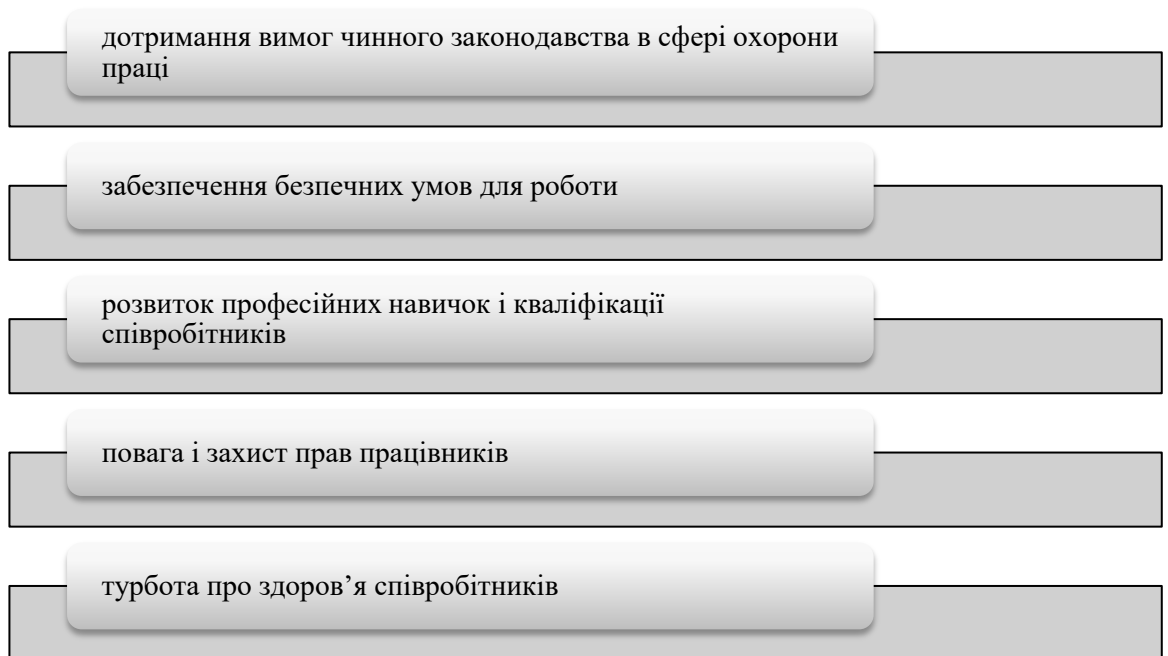 дотримання вимог чинного законодавства в сфері охорони
праці
забезпечення безпечних умов для роботи
розвиток професійних навичок і кваліфікації
співробітників
повага і захист прав працівників
турбота про здоров’я співробітників